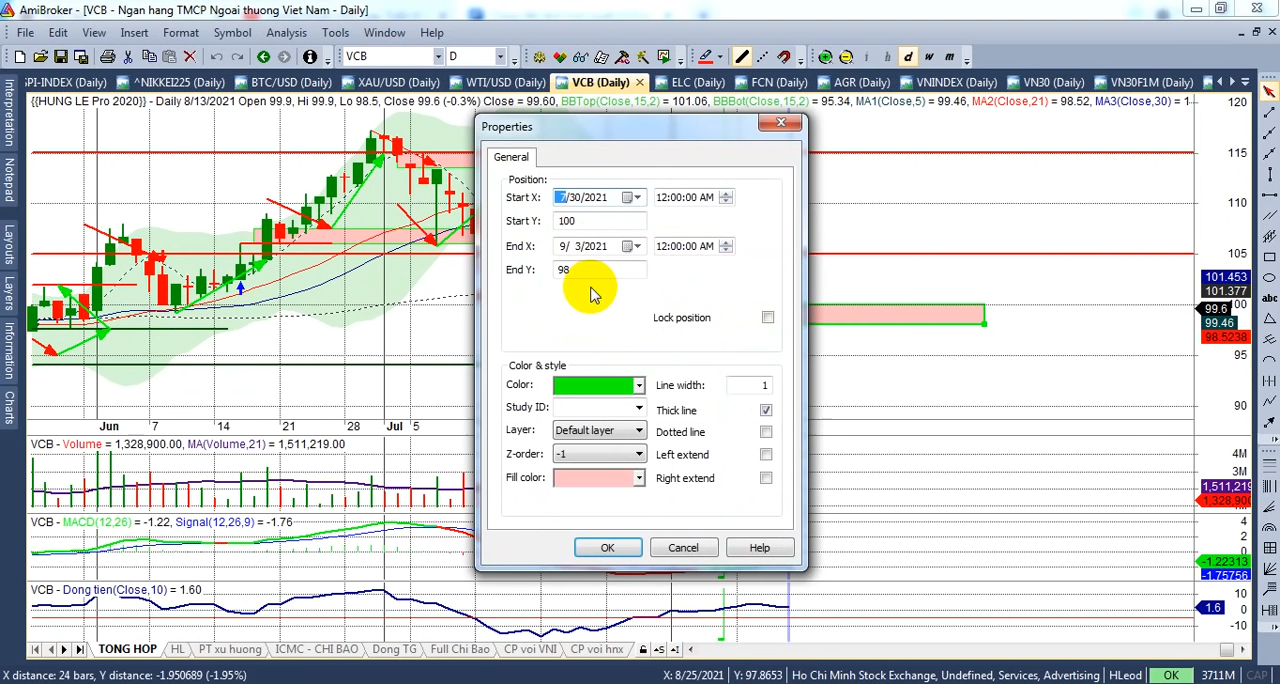 AmiBroker - [VCB - Ngan hang TMCP Ngoai thuong Viet Nam - Daily]
File Edit View Insert Format Symbol Analysis Tools Window Help
VCB D h d w m
PI-INDEX (Daily) ^NIKKEI225 (Daily) BTC/USD (Daily) XAU/USD (Daily) WTI/USD (Daily) VCB (Daily) ELC (Daily) FCN (Daily) AGR (Daily) VNINDEX (Daily) VN30 (Daily) VN30F1M (Daily)
{{HUNG LE Pro 2020}} - Daily 8/13/2021 Open 99.9, Hi 99.9, Lo 98.5, Close 99.6 (-0.3%) Close = 99.60, BBTop(Close,15,2) = 101.06, BBBot(Close,15,2) = 95.34, MA1(Close,5) = 99.46, MA2(Close,21) = 98.52, MA3(Close,30) = 1
Interpretation
Notepad
Layouts
Layers
Information
Charts
Properties
General
Position:
Start X: 7/30/2021 12:00:00 AM
Start Y: 100
End X: 9/ 3/2021 12:00:00 AM
End Y: 98
Lock position
Color & style
Color: Line width: 1
Study ID: Thick line
Layer: Default layer Dotted line
Z-order: -1 Left extend
Fill color: Right extend
OK Cancel Help
120
115
110
105
101.453
101.377
100
99.6
99.46
98.5238
95
90
abc
Jun 7 14 21 28 Jul 5
VCB - Volume = 1,328,900.00, MA(Volume,21) = 1,511,219.00
4M
3M
1,511,219
1,328,900
VCB - MACD(12,26) = -1.22, Signal(12,26,9) = -1.76
4
2
0
-1.22313
-1.75756
VCB - Dong tien(Close,10) = 1.60
10
1.6
-10
TONG HOP HL PT xu huong ICMC - CHI BAO Dong TG Full Chi Bao CP voi VNI CP voi hnx
X distance: 24 bars, Y distance: -1.950689 (-1.95%) X: 8/25/2021 Y: 97.8653 Ho Chi Minh Stock Exchange, Undefined, Services, Advertising HLeod OK 3711M CAP